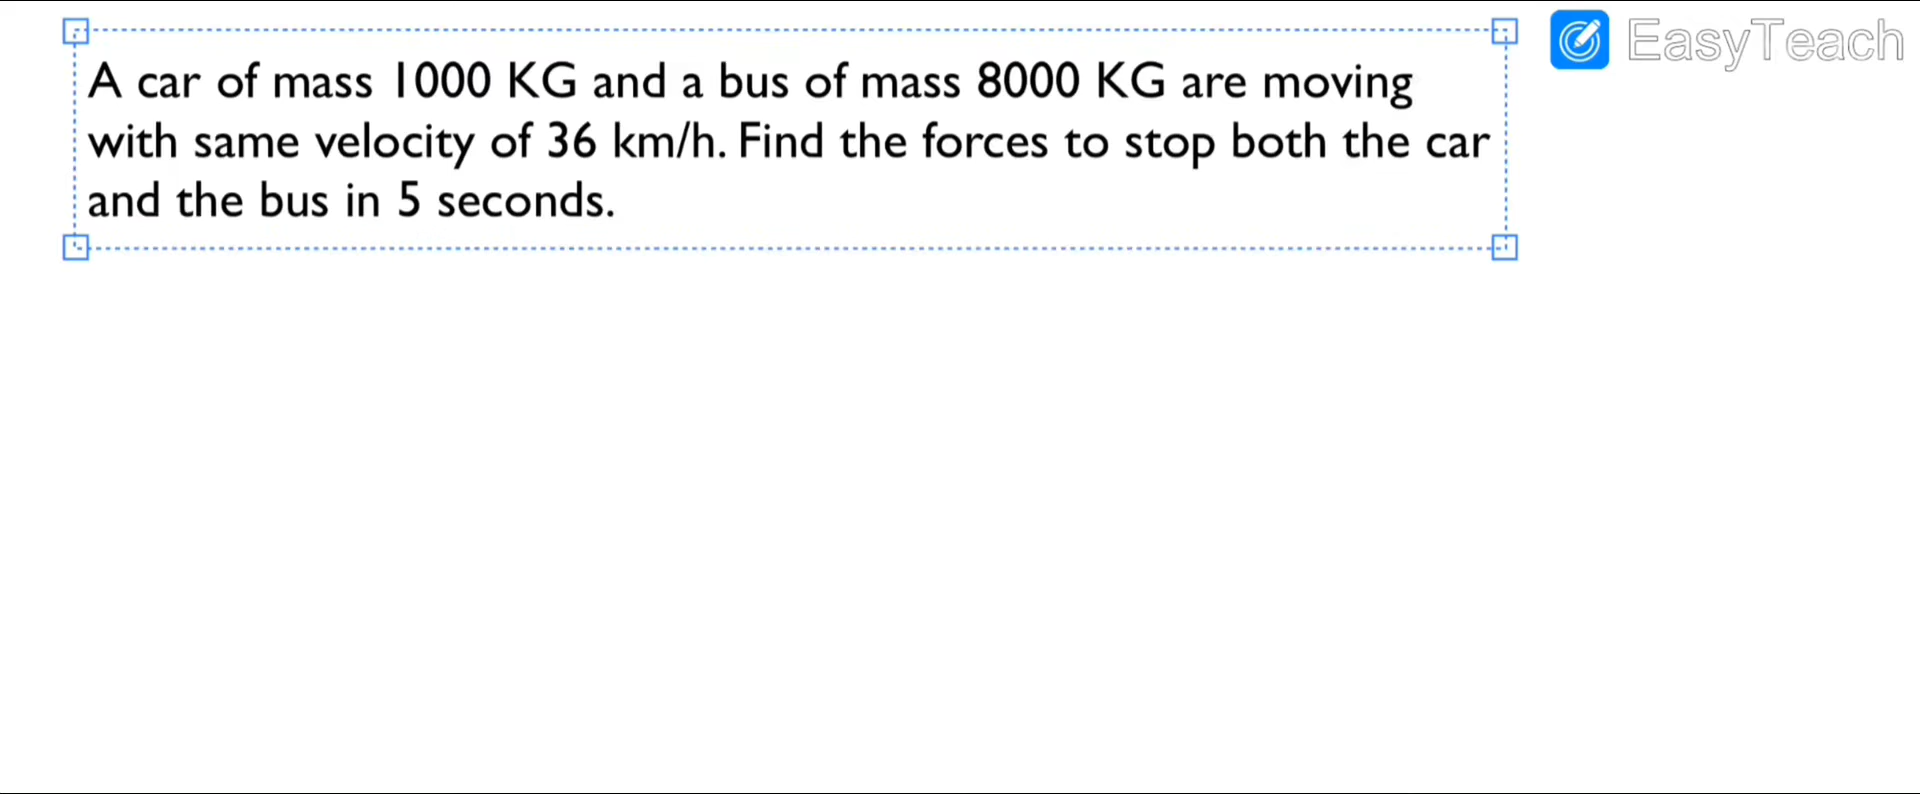 EasyTeach
A car of mass 1000 KG and a bus of mass 8000 KG are moving
with same velocity of 36 km/h. Find the forces to stop both the car
and the bus in 5 seconds.